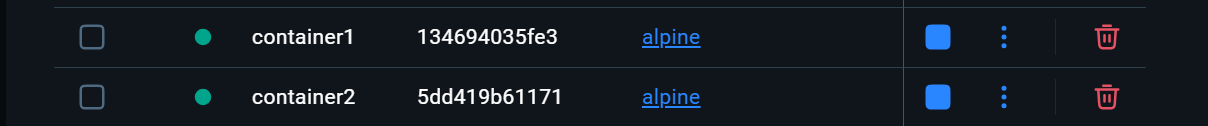 container1 134694035fe3 alpine
container2 5dd419b61171 alpine